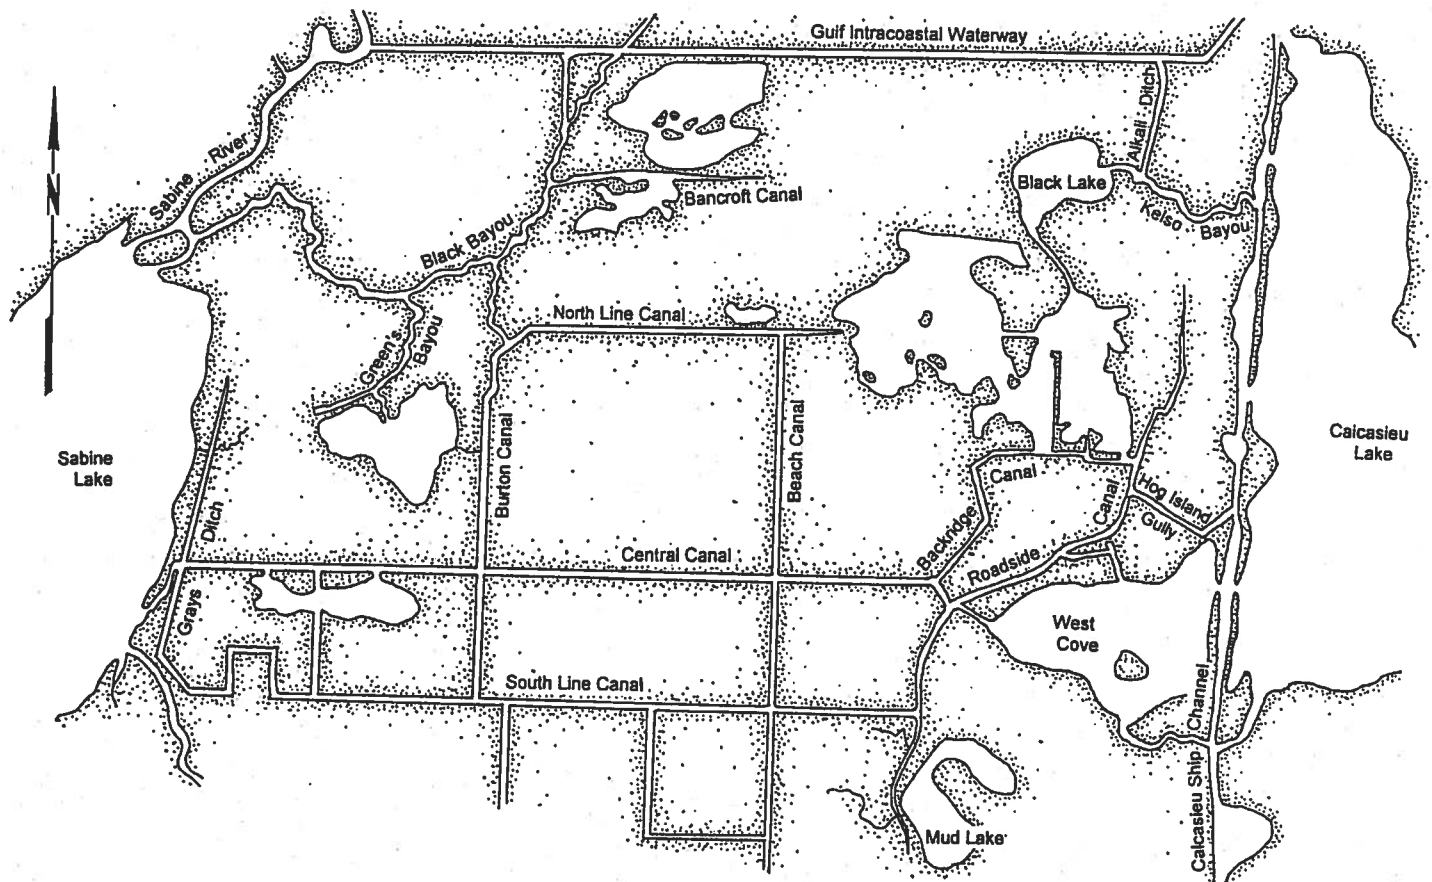 Gulf Intracoastal Waterway
Alkali Ditch
Sabine River
N
Black Lake
Bancroft Canal
Kelso Bayou
Black Bayou
North Line Canal
Green's
Bayou
Burton Canal
Beach Canal
Calcasieu
Lake
Sabine
Lake
Canal
Backridge
Canal
Roadside
Hog Island
Gully
Ditch
Grays
Central Canal
West
Cove
South Line Canal
Calcasieu Ship Channel
Mud Lake